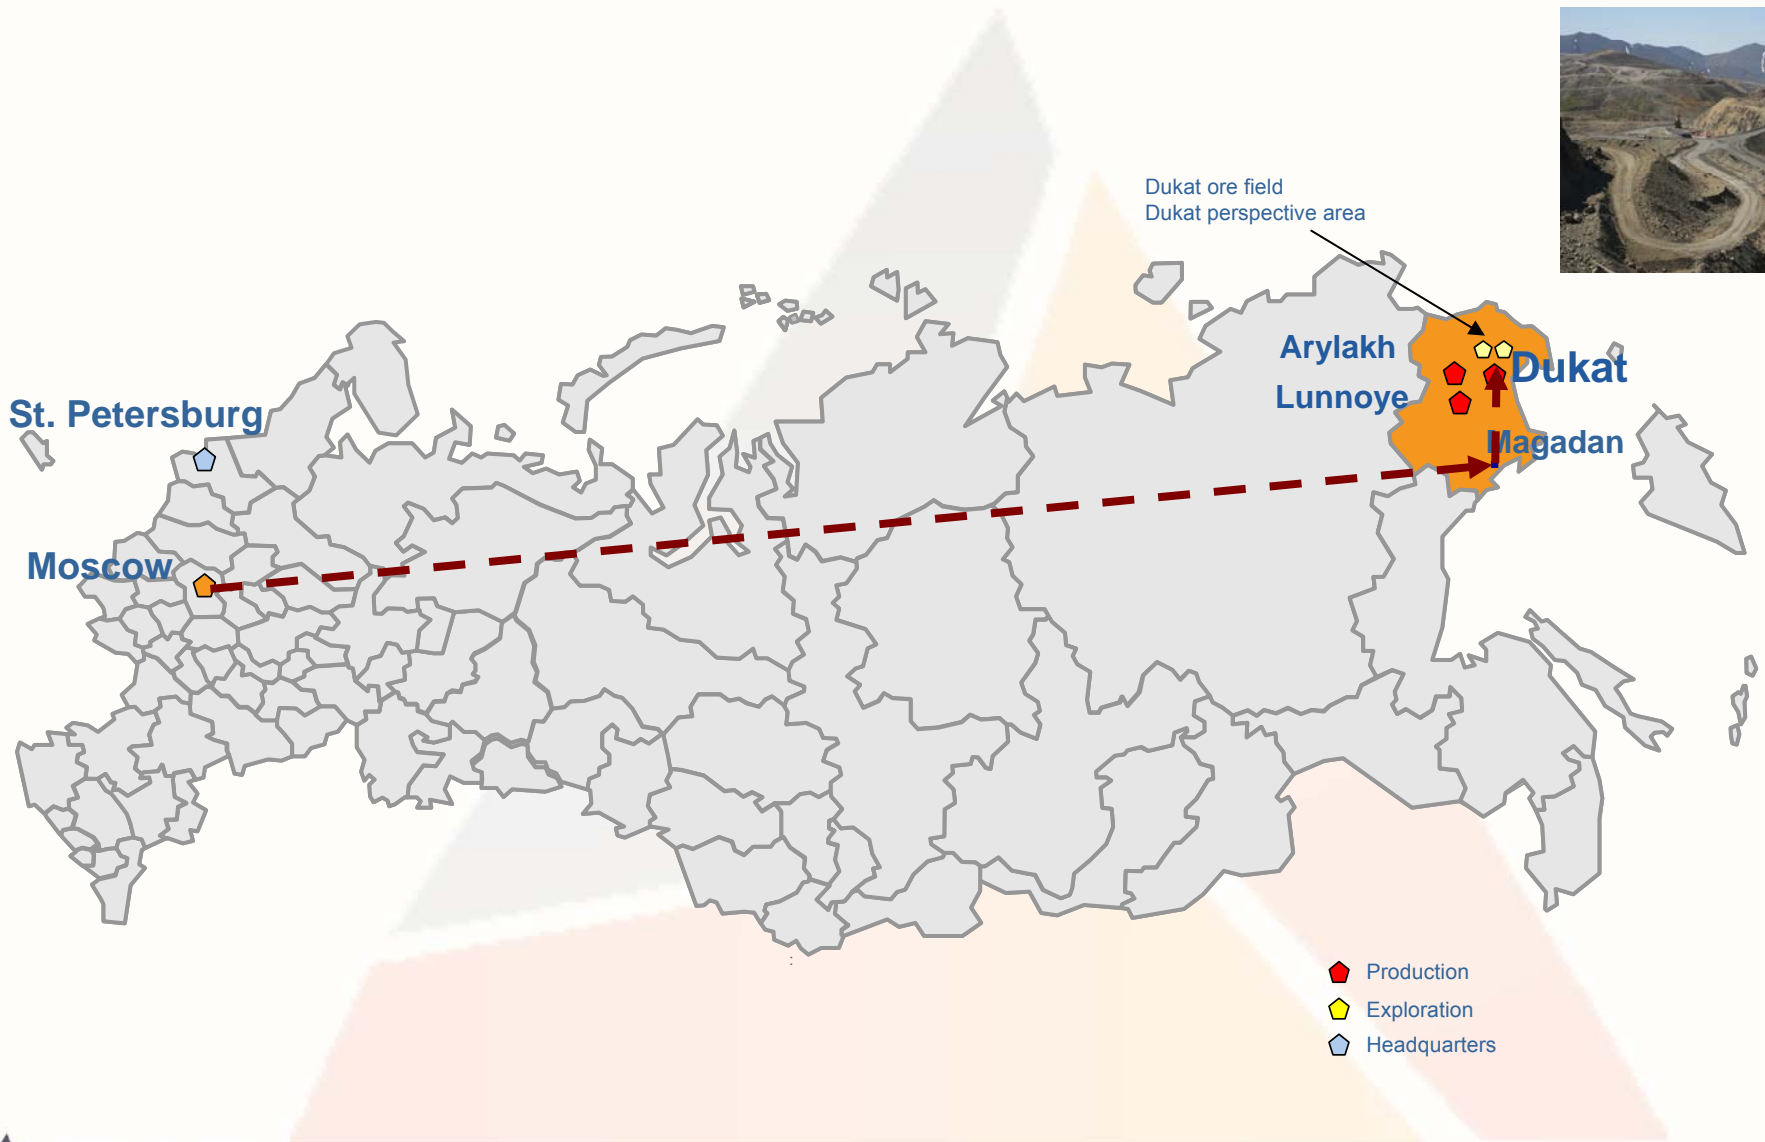 Dukat ore field
Dukat perspective area
Arylakh
Dukat
Lunnoye
St. Petersburg
Magadan
Moscow
:
Production
Exploration
Headquarters